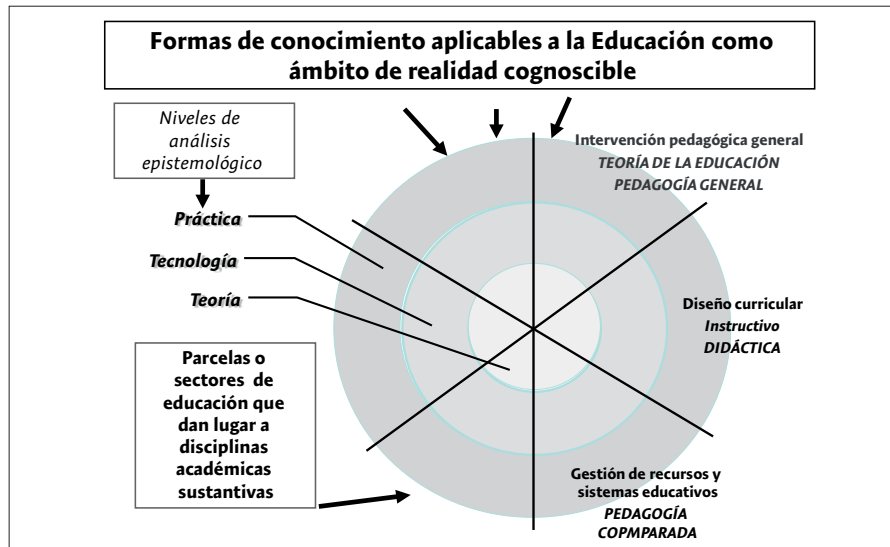 Formas de conocimiento aplicables a la Educación como
ámbito de realidad cognoscible
Niveles de
análisis
epistemológico
Práctica
Tecnología
Teoría
Parcelas o
sectores de
educación que
dan lugar a
disciplinas
académicas
sustantivas
Intervención pedagógica general
TEORÍA DE LA EDUCACIÓN
PEDAGOGÍA GENERAL
Diseño curricular
Instructivo
DIDÁCTICA
Gestión de recursos y
sistemas educativos
PEDAGOGÍA
COPMPARADA